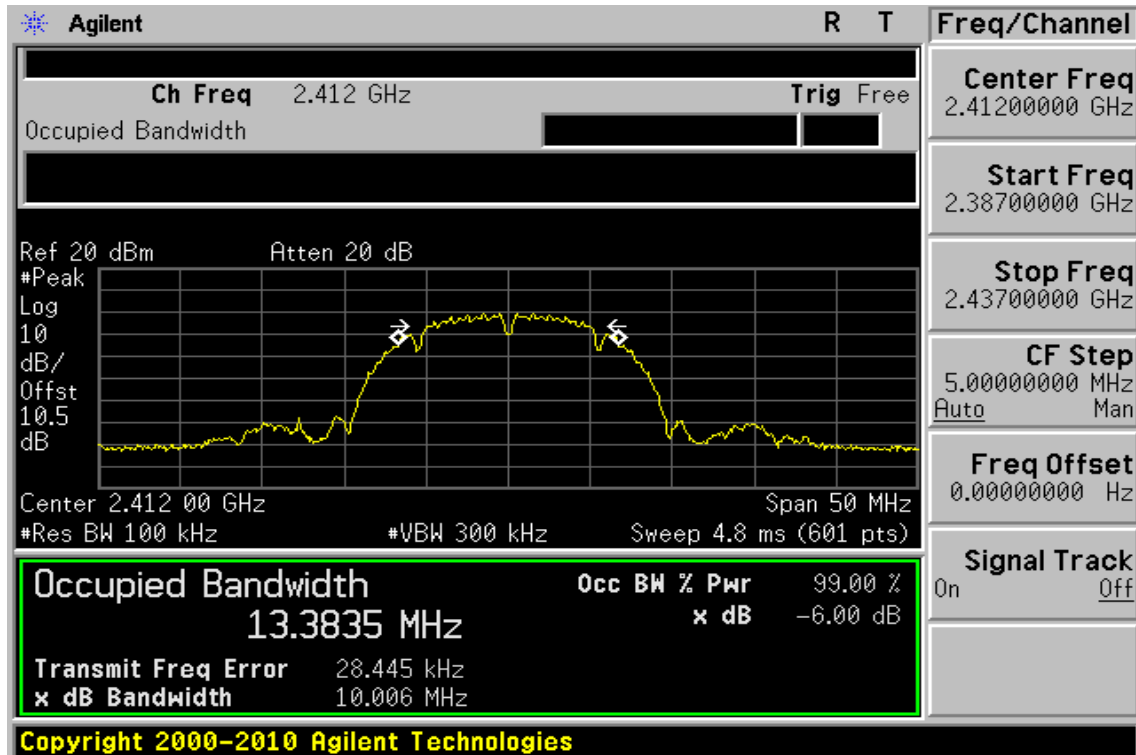 Agilent R T
Freq/Channel
Ch Freq 2.412 GHz Trig Free
Occupied Bandwidth
Center Freq
2.41200000 GHz
Start Freq
2.38700000 GHz
Stop Freq
2.43700000 GHz
CF Step
5.00000000 MHz
Auto Man
Freq Offset
0.00000000 Hz
Signal Track
On Off
Ref 20 dBm Atten 20 dB
#Peak
Log
10
dB/
Offst
10.5
dB
Center 2.412 00 GHz Span 50 MHz
#Res BW 100 kHz #VBW 300 kHz Sweep 4.8 ms (601 pts)
Occupied Bandwidth
13.3835 MHz
Occ BW % Pwr 99.00 %
x dB -6.00 dB
Transmit Freq Error 28.445 kHz
x dB Bandwidth 10.006 MHz
Copyright 2000-2010 Agilent Technologies